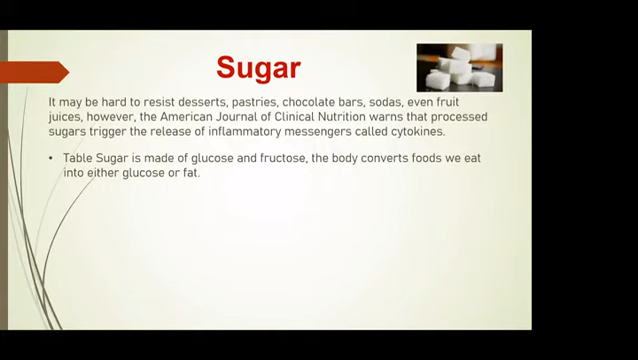 Sugar
It may be hard to resist desserts, pastries, chocolate bars, sodas, even fruit
juices, however, the American Journal of Clinical Nutrition warns that processed
sugars trigger the release of inflammatory messengers called cytokines.
• Table Sugar is made of glucose and fructose, the body converts foods we eat
into either glucose or fat.